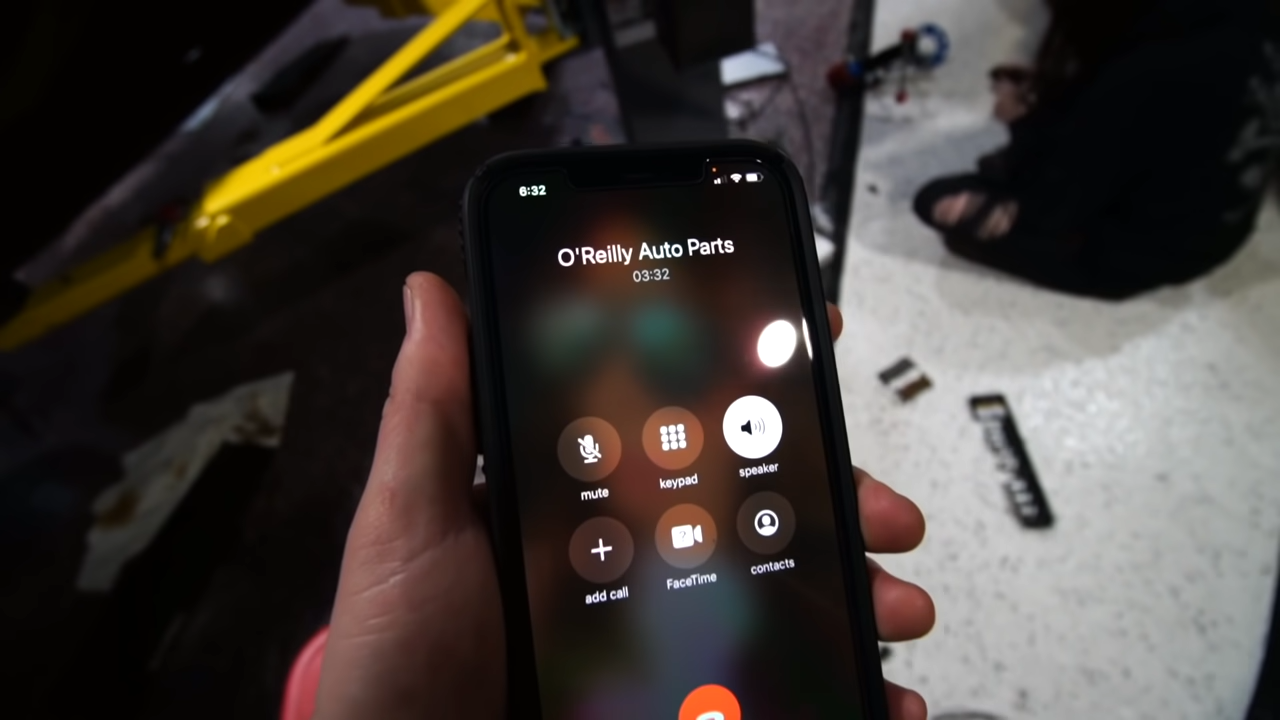 6:32
O'Reilly Auto Parts
03:32
mute
keypad
speaker
add call
FaceTime
contacts